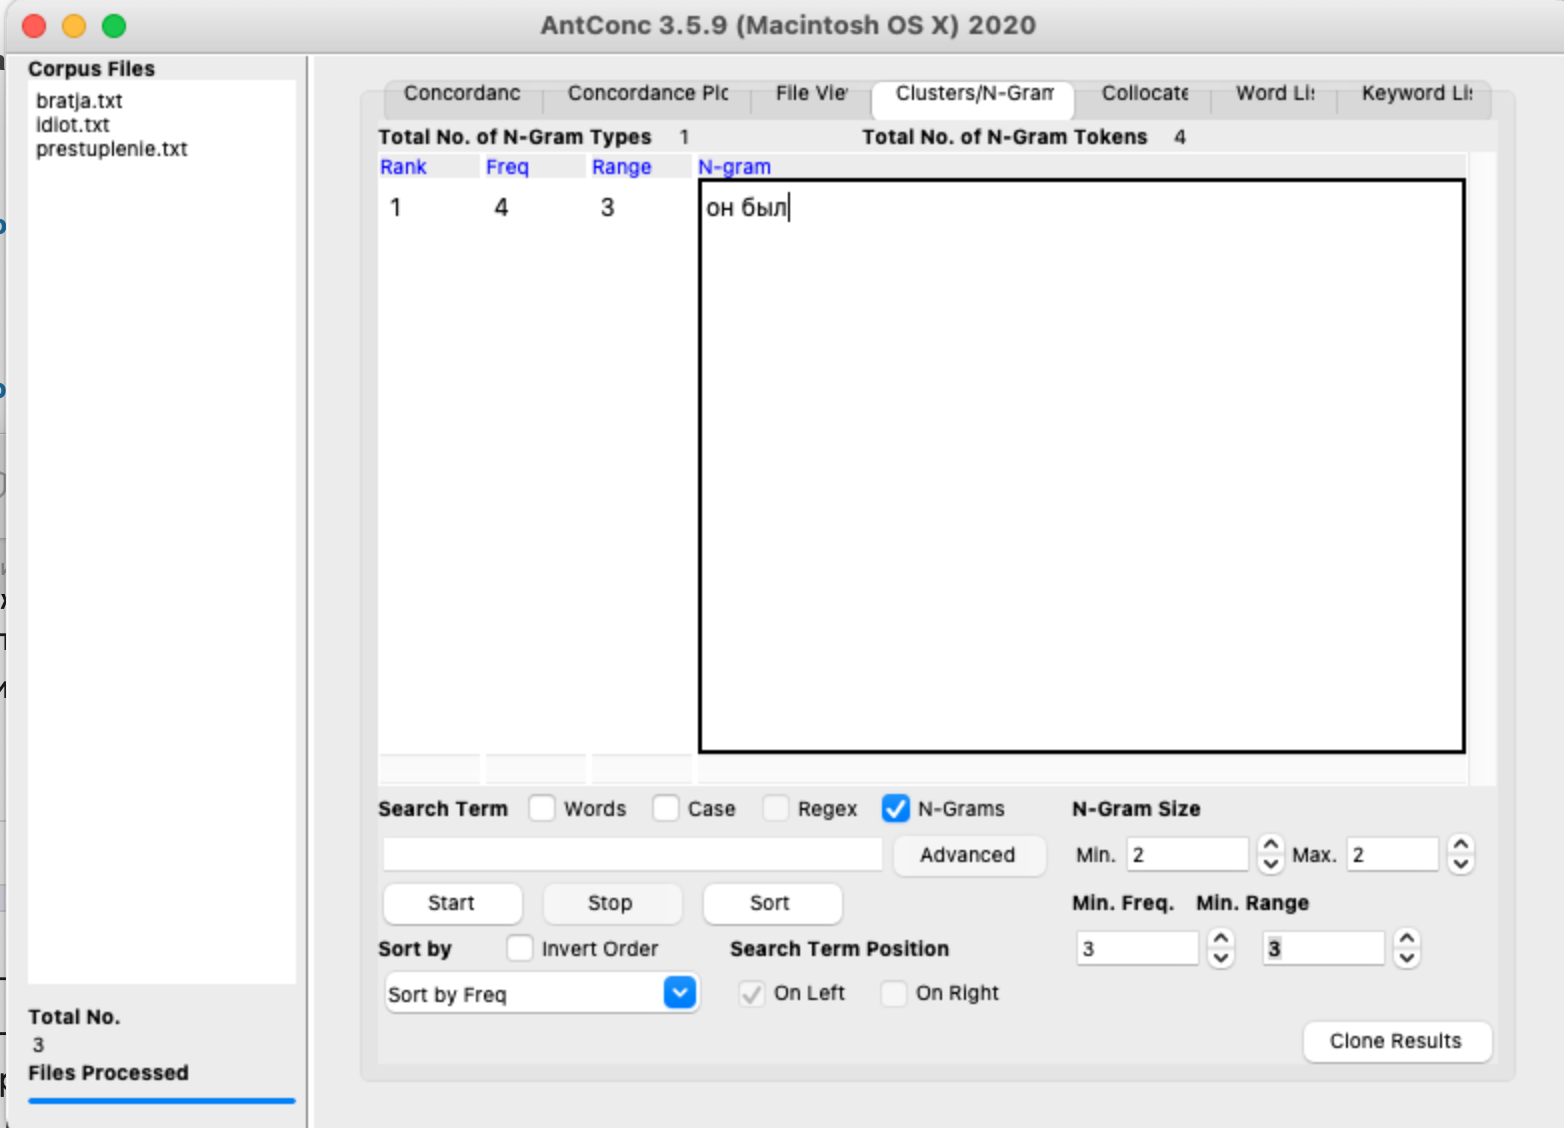 AntConc 3.5.9 (Macintosh OS X) 2020
Corpus Files
bratja.txt
idiot.txt
prestuplenie.txt
Total No.
3
Files Processed
Concordanc Concordance Plc File Vie Clusters/N-Gram Collocate Word Li Keyword Li
Total No. of N-Gram Types 1 Total No. of N-Gram Tokens 4
Rank Freq Range N-gram
1 4 3 он был
Search Term Words Case Regex N-Grams N-Gram Size
Advanced Min. 2 Max. 2
Start Stop Sort Min. Freq. Min. Range
Sort by Invert Order Search Term Position 3 3
Sort by Freq On Left On Right
Clone Results